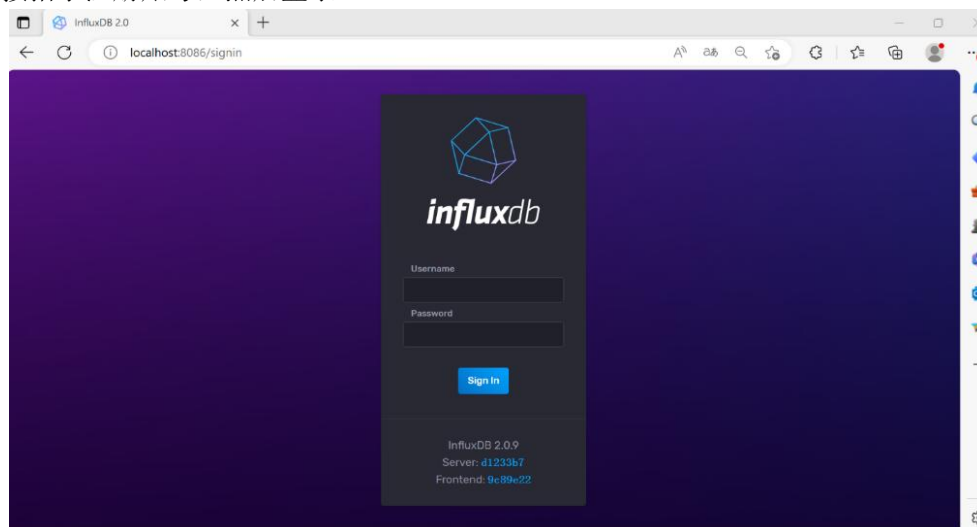 InfluxDB 2.0
localhost:8086/signin
influxdb
Username
Password
Sign In
InfluxDB 2.0.9
Server: d1233b7
Frontend: 9c89e22